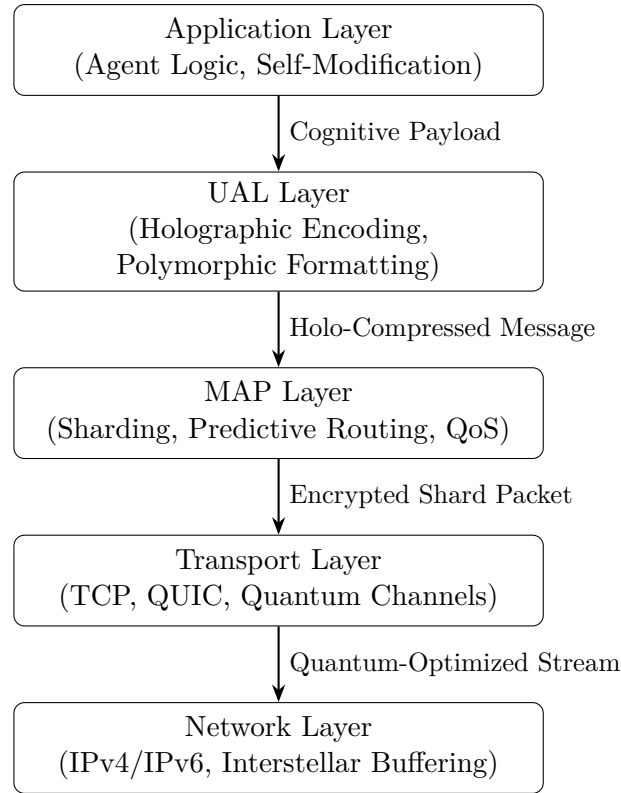 Application Layer
(Agent Logic, Self-Modification)
Cognitive Payload
UAL Layer
(Holographic Encoding,
Polymorphic Formatting)
Holo-Compressed Message
MAP Layer
(Sharding, Predictive Routing, QoS)
Encrypted Shard Packet
Transport Layer
(TCP, QUIC, Quantum Channels)
Quantum-Optimized Stream
Network Layer
(IPv4/IPv6, Interstellar Buffering)